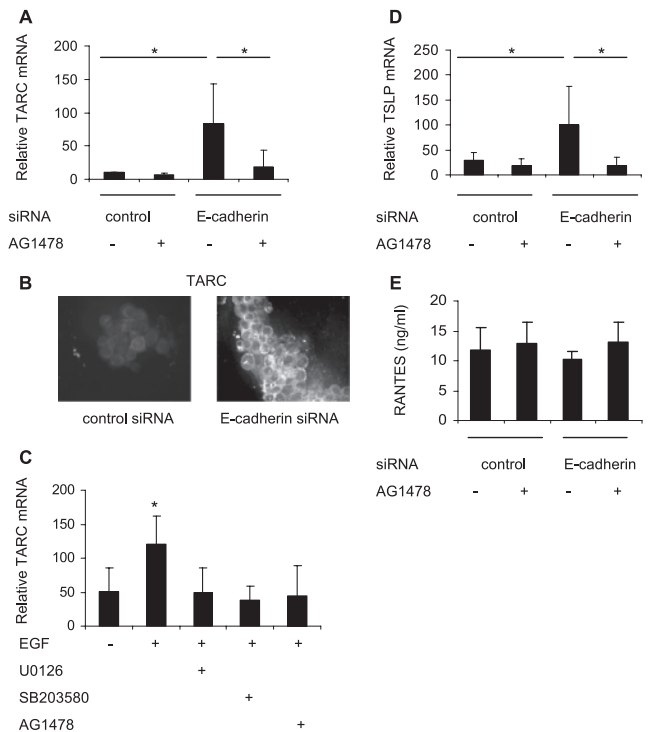 A
Relative TARC mRNA
200
150
100
50
0
* *
siRNA control E-cadherin
AG1478 - + - +
B
TARC
control siRNA E-cadherin siRNA
C
Relative TARC mRNA
200
150
100
50
0
*
EGF - + + + +
U0126 +
SB203580 +
AG1478 +
D
Relative TSLP mRNA
250
200
150
100
50
0
* *
siRNA control E-cadherin
AG1478 - + - +
E
RANTES (ng/ml)
20
15
10
5
0
siRNA control E-cadherin
AG1478 - + - +